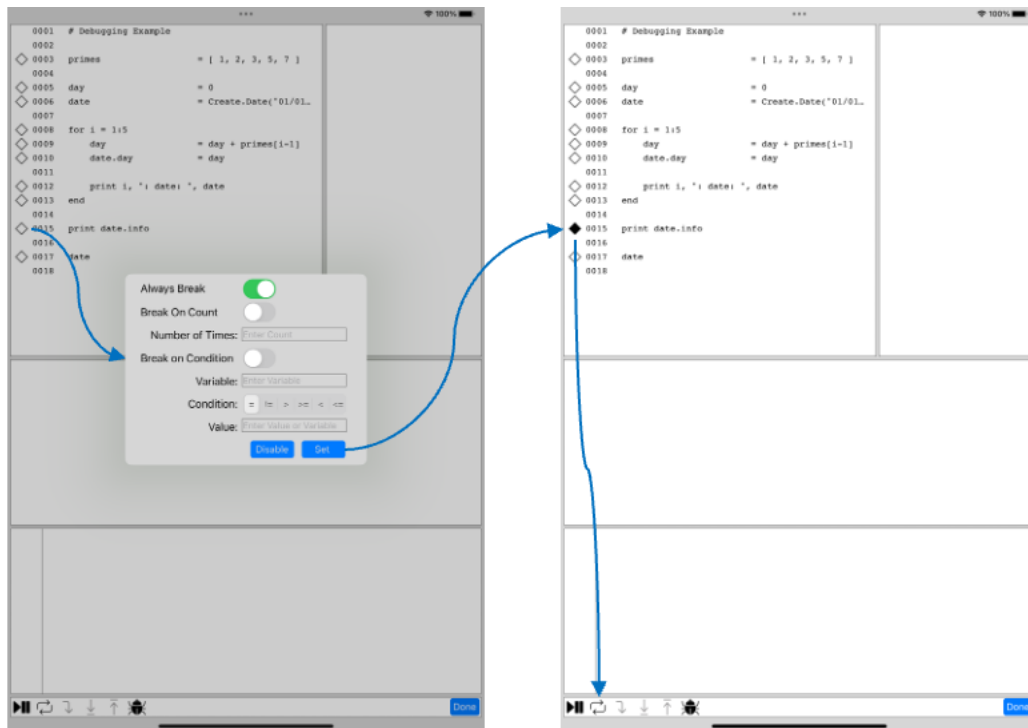 100%
0001 # Debugging Example
0002
0003 primes = [ 1, 2, 3, 5, 7 ]
0004
0005 day = 0
0006 date = Create.Date("01/01…
0007
0008 for i = 1:5
0009 day = day + primes[i-1]
0010 date.day = day
0011
0012 print i, ": date: ", date
0013 end
0014
0015 print date.info
0016
0017 date
0018
Always Break
Break On Count
Number of Times: Enter Count
Break on Condition
Variable: Enter Variable
Condition: = != > >= < <=
Value: Enter Value or Variable
Disable Set
Done
100%
0001 # Debugging Example
0002
0003 primes = [ 1, 2, 3, 5, 7 ]
0004
0005 day = 0
0006 date = Create.Date("01/01…
0007
0008 for i = 1:5
0009 day = day + primes[i-1]
0010 date.day = day
0011
0012 print i, ": date: ", date
0013 end
0014
0015 print date.info
0016
0017 date
0018
Done